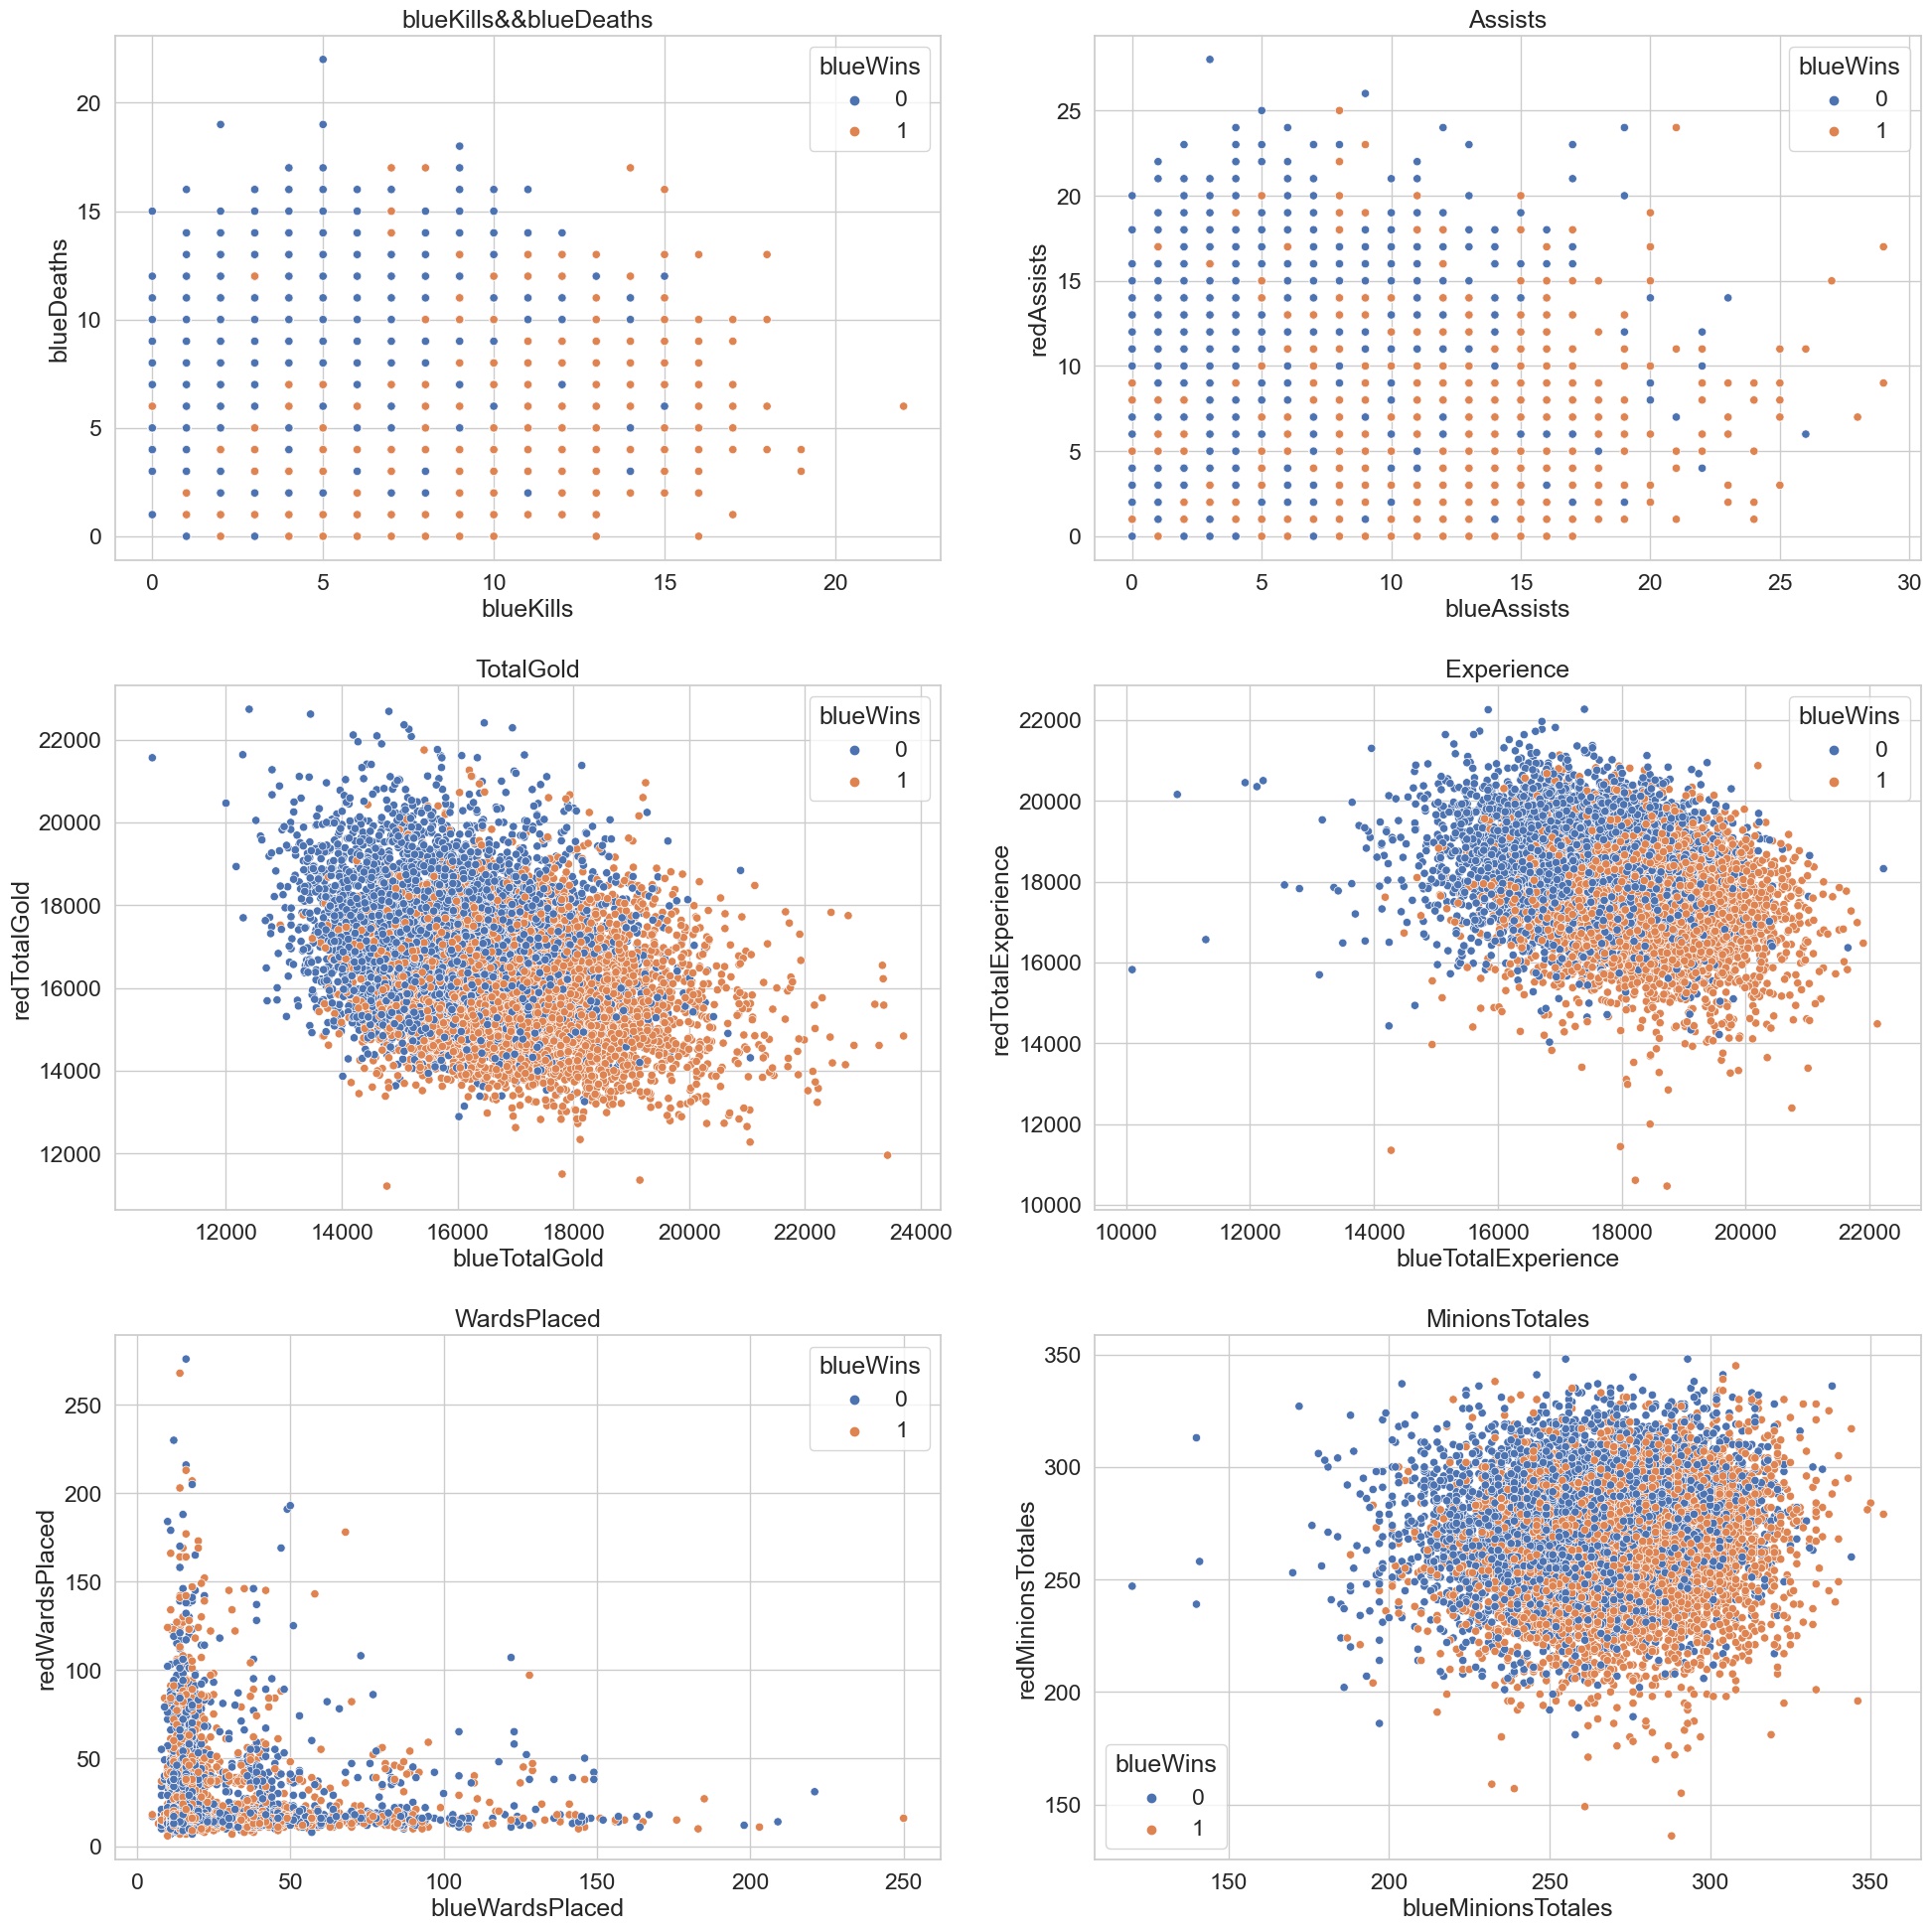 blueKills&&blueDeaths
blueWins
0
1
20
15
10
5
0
blueDeaths
0 5 10 15 20
blueKills
Assists
blueWins
0
1
25
20
15
10
5
0
redAssists
0 5 10 15 20 25 30
blueAssists
TotalGold
blueWins
0
1
22000
20000
18000
16000
14000
12000
redTotalGold
12000 14000 16000 18000 20000 22000 24000
blueTotalGold
Experience
blueWins
0
1
22000
20000
18000
16000
14000
12000
10000
redTotalExperience
10000 12000 14000 16000 18000 20000 22000
blueTotalExperience
WardsPlaced
blueWins
0
1
250
200
150
100
50
0
redWardsPlaced
0 50 100 150 200 250
blueWardsPlaced
MinionsTotales
350
300
250
200
150
redMinionsTotales
blueWins
0
1
150 200 250 300 350
blueMinionsTotales